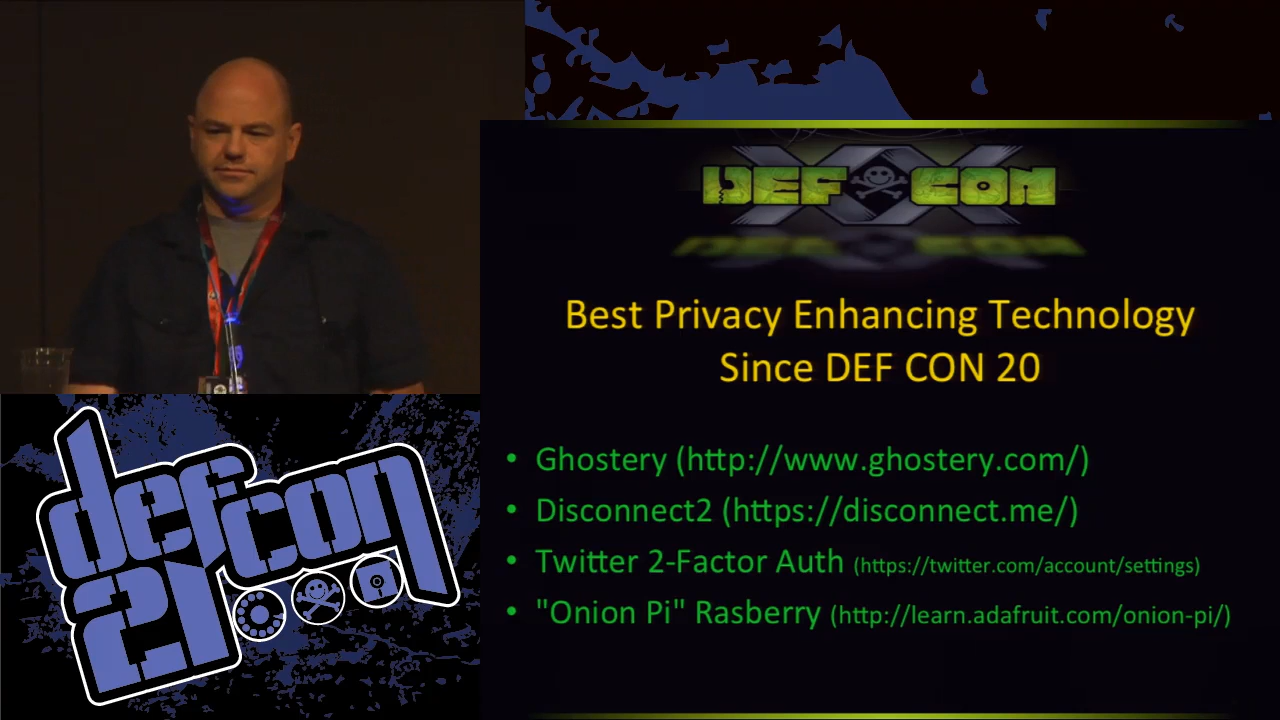 DEF CON
Best Privacy Enhancing Technology
Since DEF CON 20
• Ghostery (http://www.ghostery.com/)
• Disconnect2 (https://disconnect.me/)
• Twitter 2-Factor Auth (https://twitter.com/account/settings)
• "Onion Pi" Rasberry (http://learn.adafruit.com/onion-pi/)
defcon
21